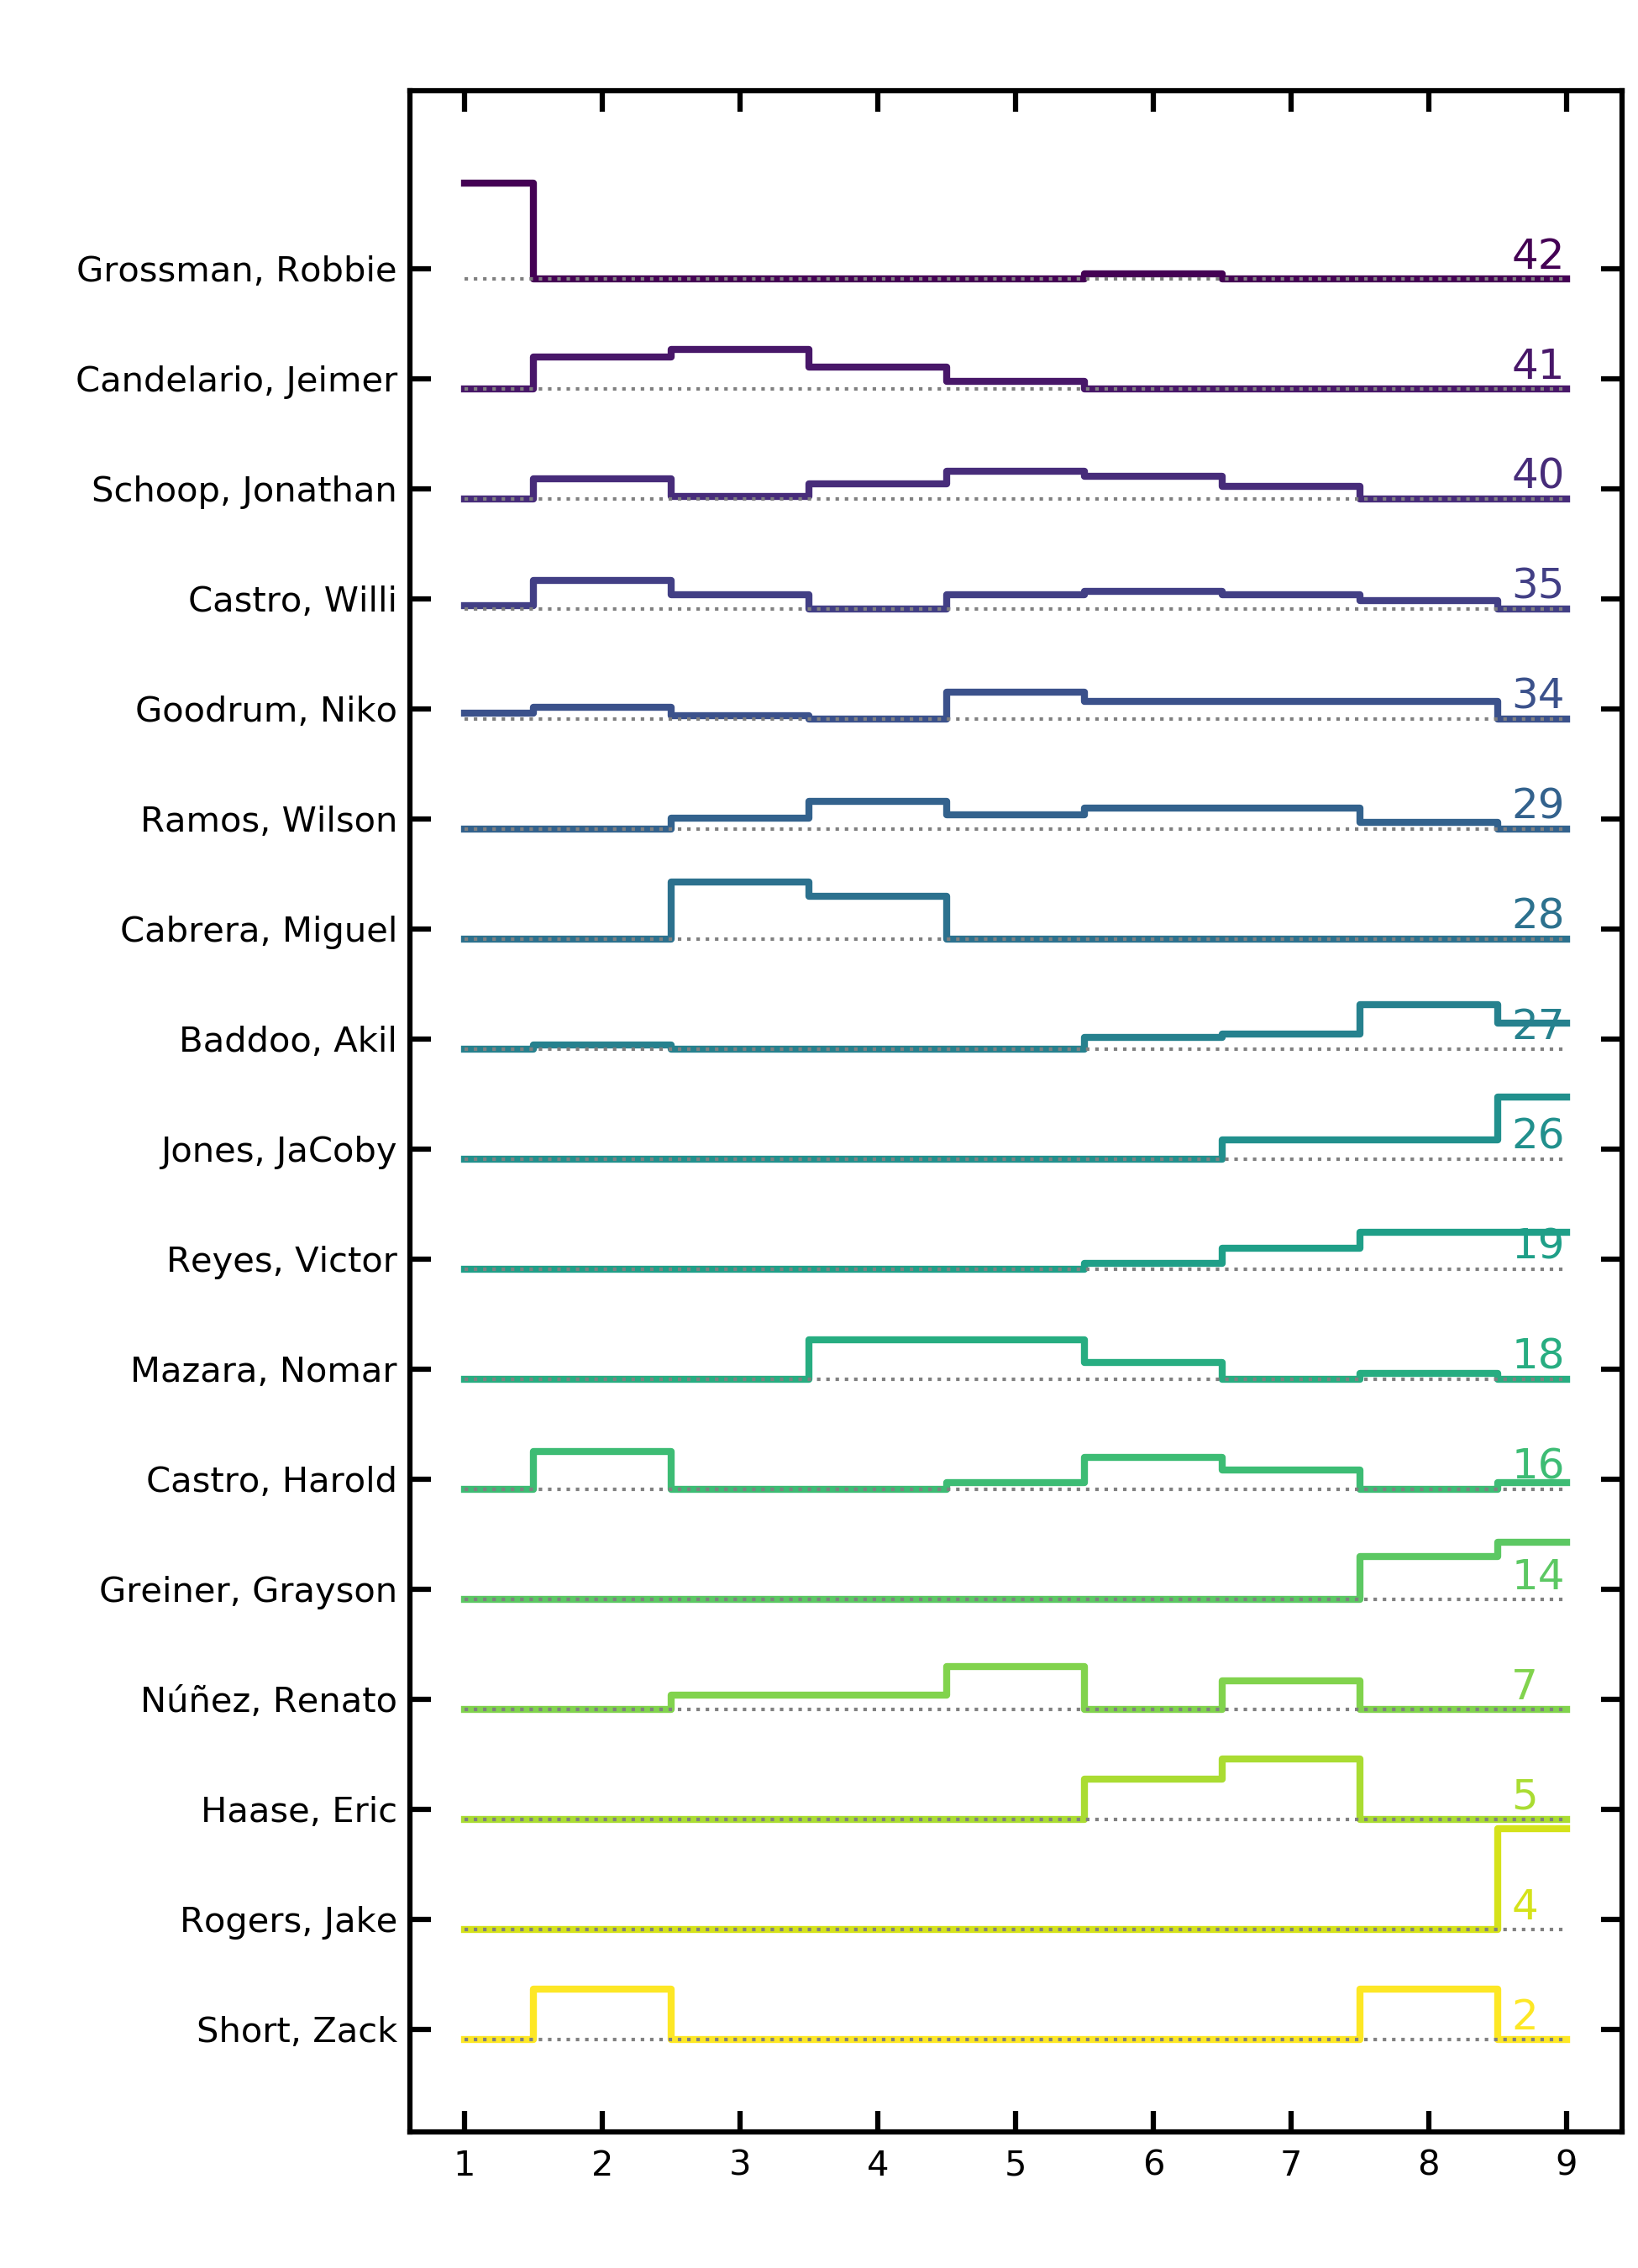 Grossman, Robbie 42
Candelario, Jeimer 41
Schoop, Jonathan 40
Castro, Willi 35
Goodrum, Niko 34
Ramos, Wilson 29
Cabrera, Miguel 28
Baddoo, Akil 27
Jones, JaCoby 26
Reyes, Victor 19
Mazara, Nomar 18
Castro, Harold 16
Greiner, Grayson 14
Núñez, Renato 7
Haase, Eric 5
Rogers, Jake 4
Short, Zack 2
1 2 3 4 5 6 7 8 9